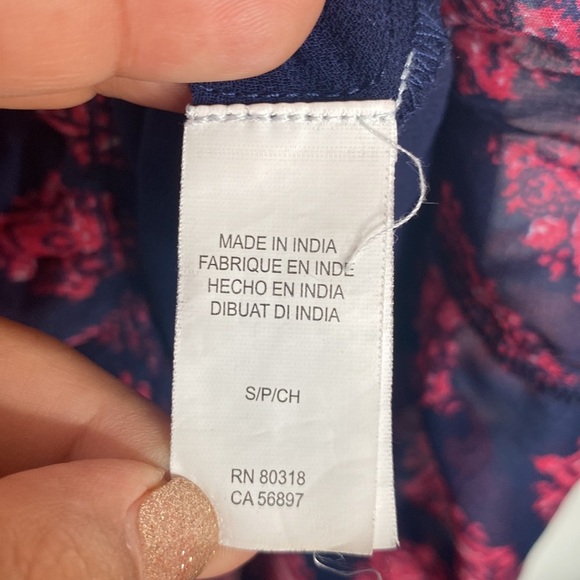 MADE IN INDIA
FABRIQUE EN INDE
HECHO EN INDIA
DIBUAT DI INDIA
S/P/CH
RN 80318
CA 56897